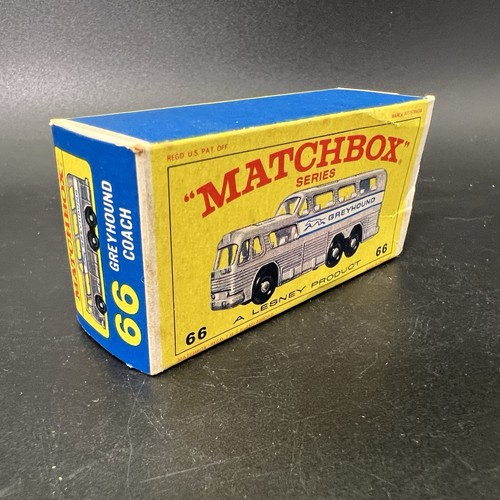 REGD U.S. PAT. OFF
"MATCHBOX"
SERIES
GREYHOUND
66
A LESNEY PRODUCT
66
MATCHBOX
GREYHOUND
COACH
66